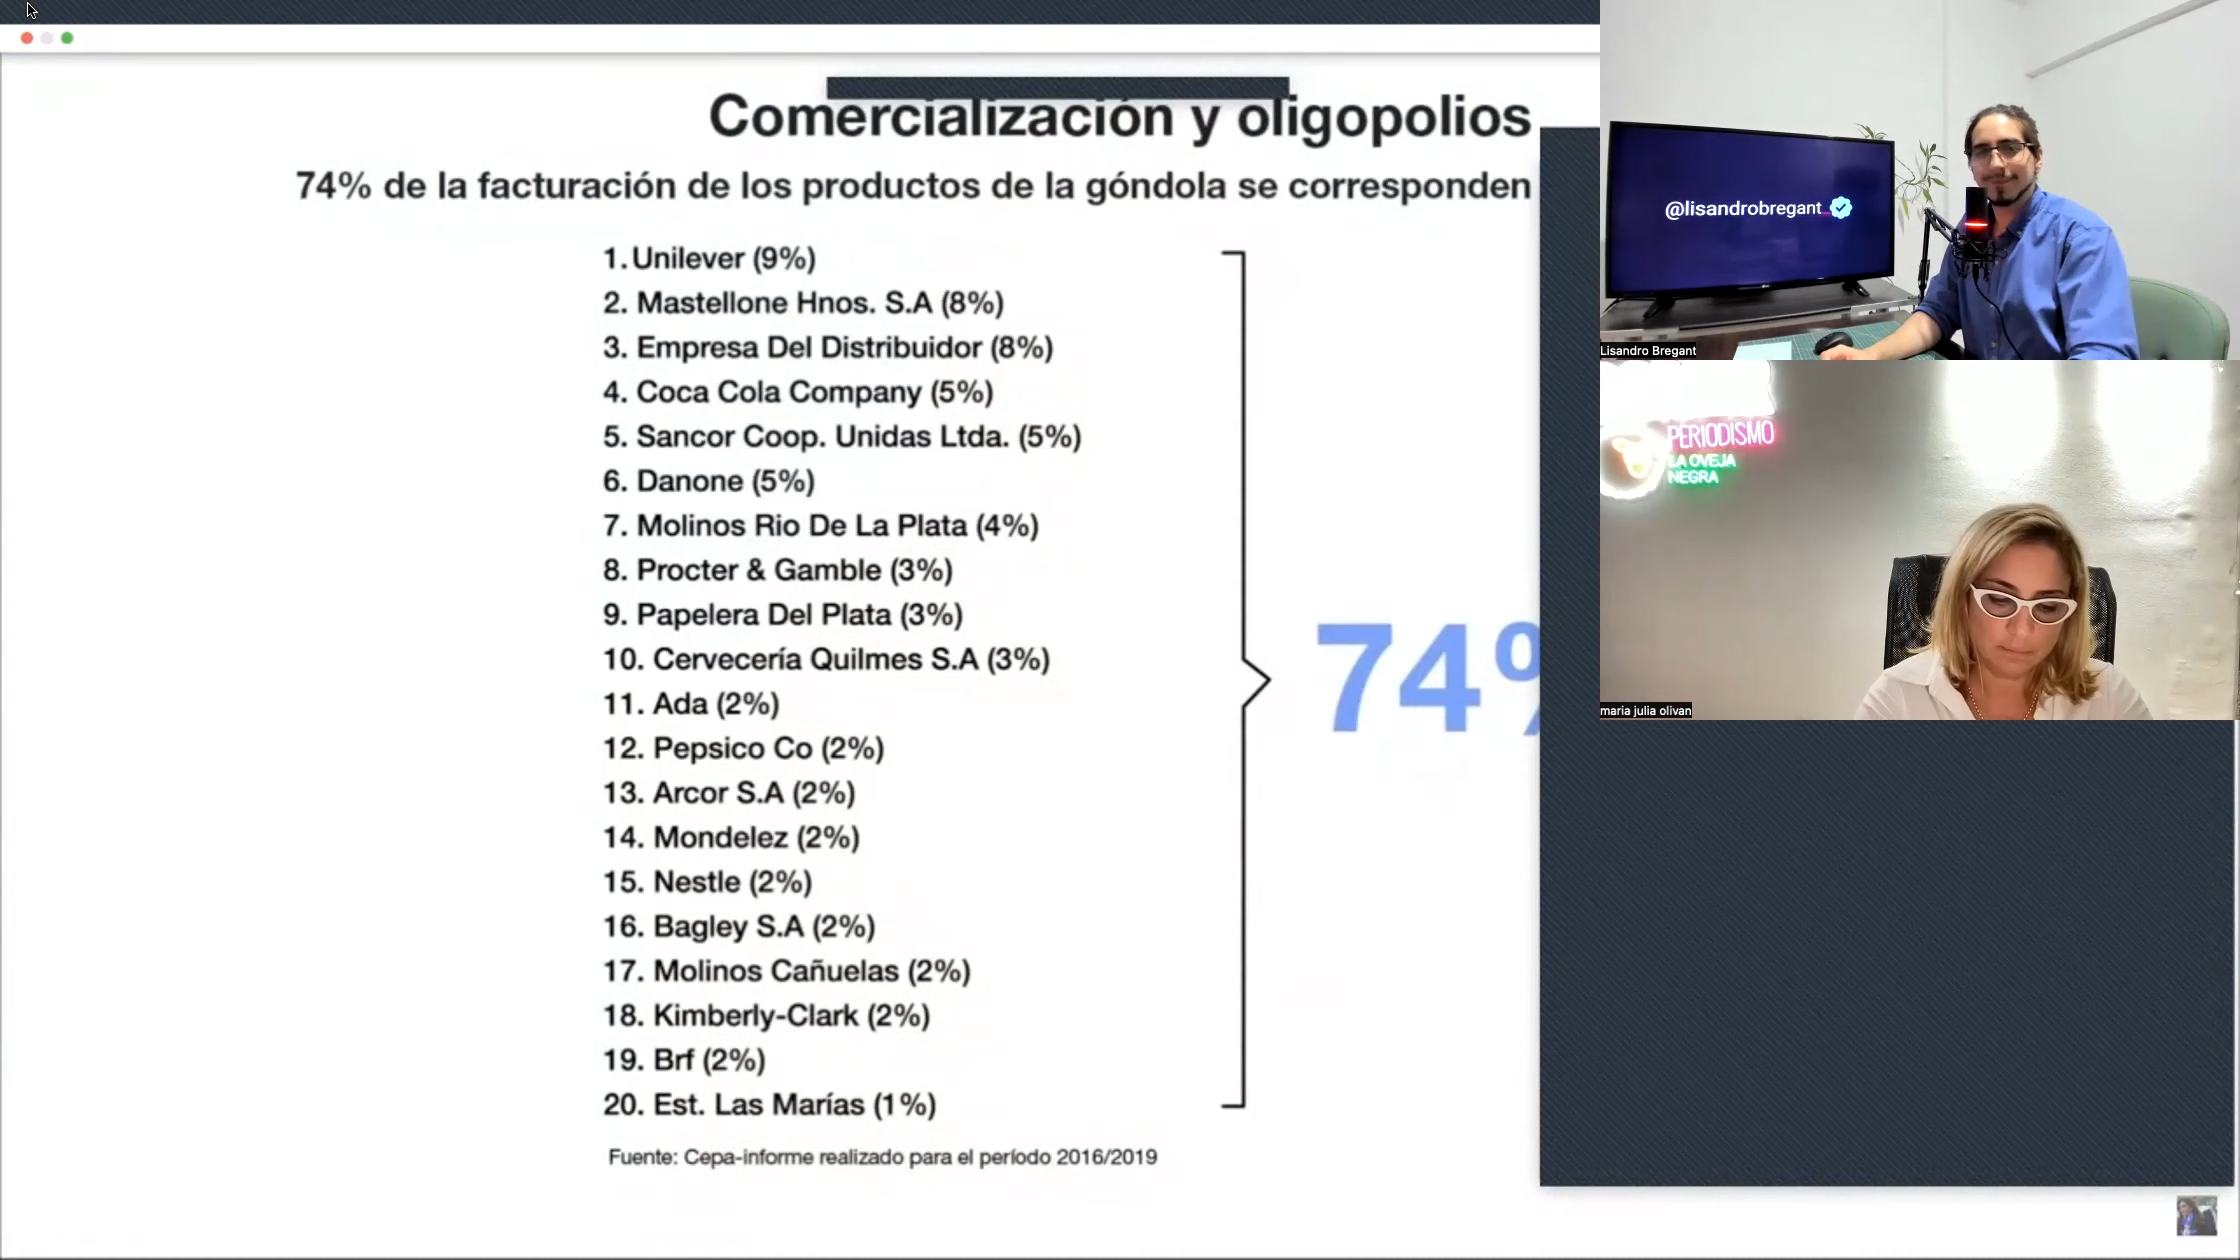 Comercialización y oligopolios
74% de la facturación de los productos de la góndola se corresponden
1. Unilever (9%)
2. Mastellone Hnos. S.A (8%)
3. Empresa Del Distribuidor (8%)
4. Coca Cola Company (5%)
5. Sancor Coop. Unidas Ltda. (5%)
6. Danone (5%)
7. Molinos Rio De La Plata (4%)
8. Procter & Gamble (3%)
9. Papelera Del Plata (3%)
10. Cervecería Quilmes S.A (3%)
11. Ada (2%)
12. Pepsico Co (2%)
13. Arcor S.A (2%)
14. Mondelez (2%)
15. Nestle (2%)
16. Bagley S.A (2%)
17. Molinos Cañuelas (2%)
18. Kimberly-Clark (2%)
19. Brf (2%)
20. Est. Las Marías (1%)
74%
Fuente: Cepa-informe realizado para el período 2016/2019
@lisandrobregant
Lisandro Bregant
PERIODISMO
LA OVEJA
NEGRA
maria julia olivan